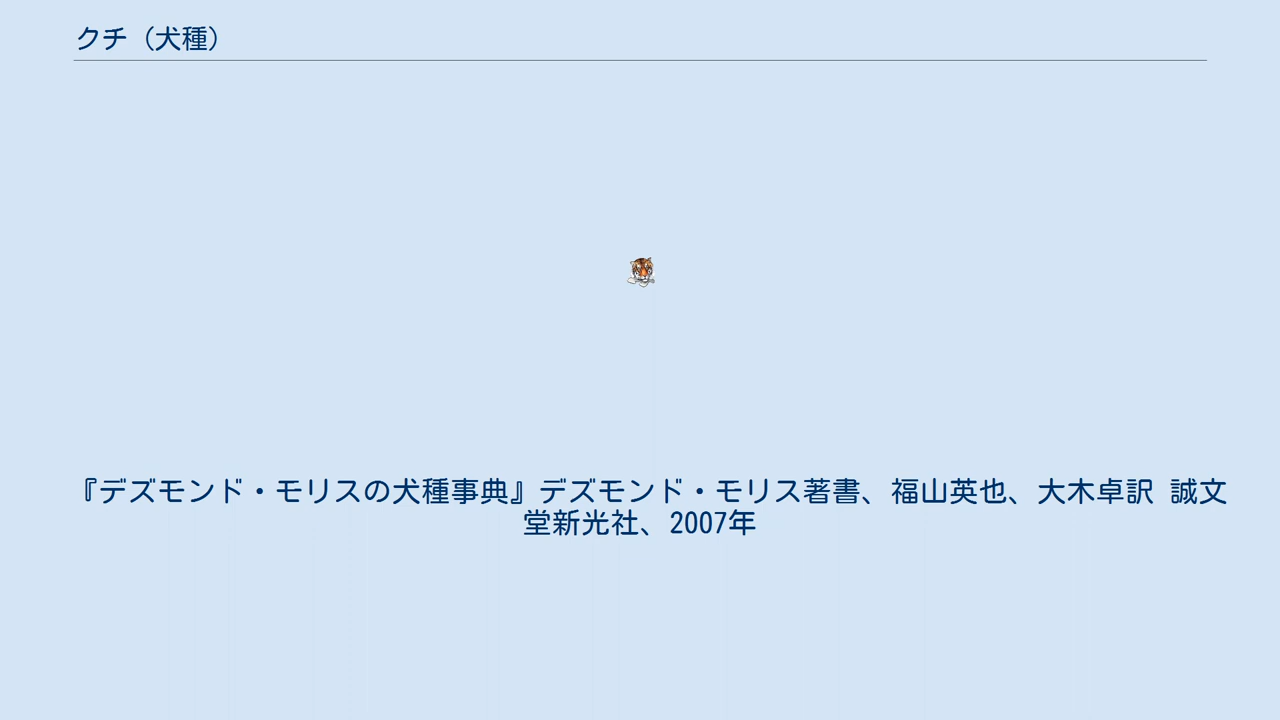 クチ（犬種）
『デズモンド・モリスの犬種事典』デズモンド・モリス著書、福山英也、大木卓訳 誠文
堂新光社、2007年